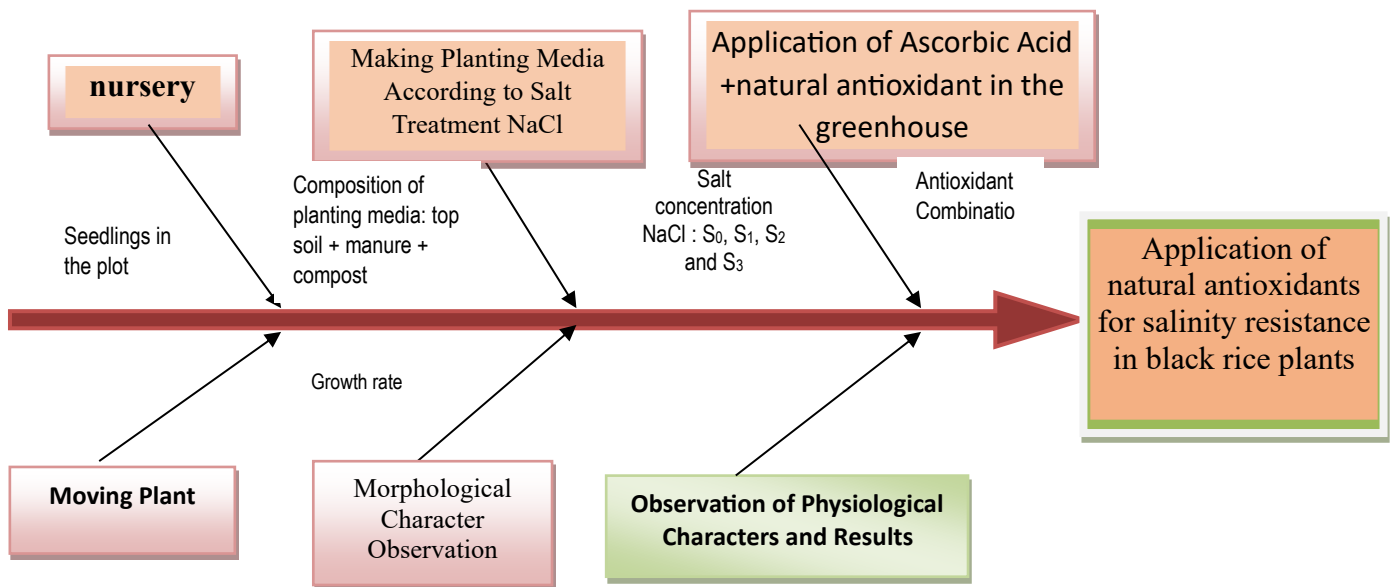 nursery
Making Planting Media
According to Salt
Treatment NaCl
Application of Ascorbic Acid
+natural antioxidant in the
greenhouse
Seedlings in
the plot
Composition of
planting media: top
soil + manure +
compost
Salt
concentration
NaCl : S₀, S₁, S₂
and S₃
Antioxidant
Combinatio
Application of
natural antioxidants
for salinity resistance
in black rice plants
Growth rate
Moving Plant
Morphological
Character
Observation
Observation of Physiological
Characters and Results